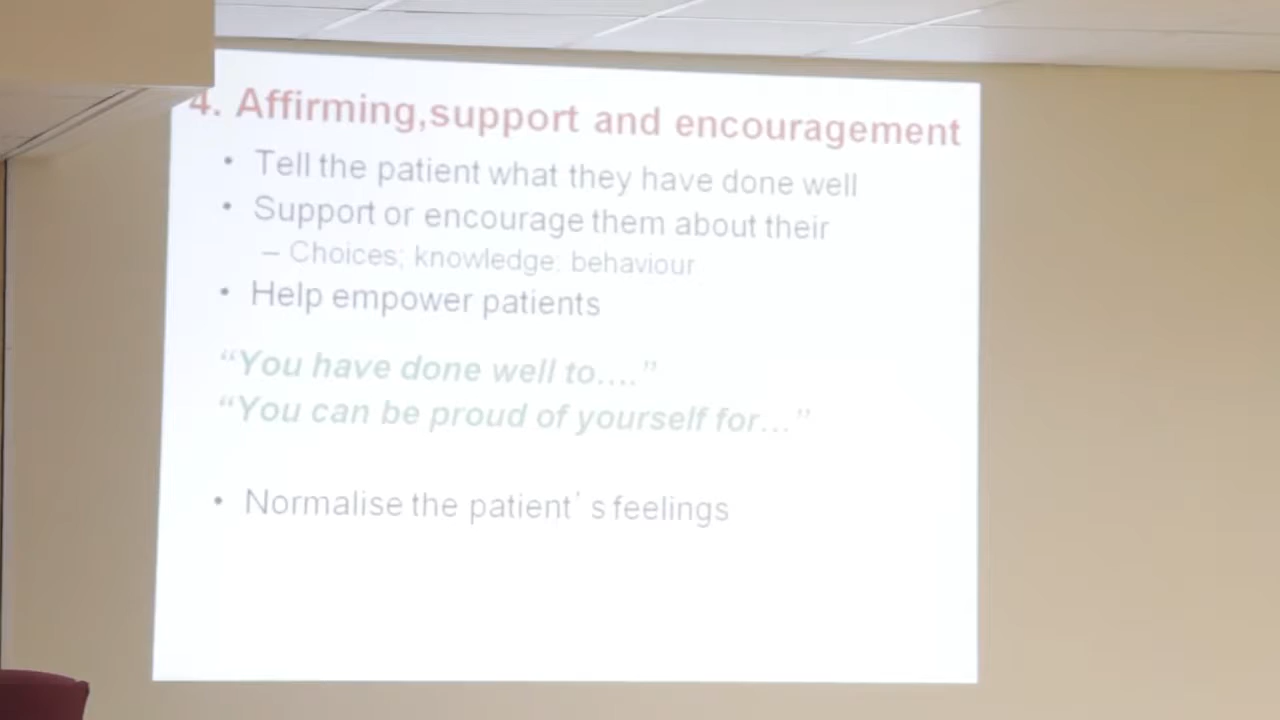 4. Affirming,support and encouragement
• Tell the patient what they have done well
• Support or encourage them about their
– Choices; knowledge; behaviour
• Help empower patients
“You have done well to....”
“You can be proud of yourself for...”
• Normalise the patient’ s feelings